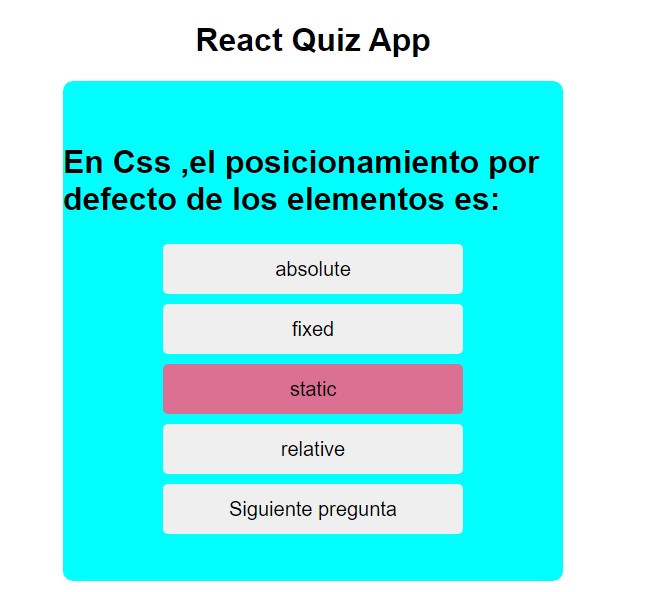 React Quiz App
En Css ,el posicionamiento por
defecto de los elementos es:
absolute
fixed
static
relative
Siguiente pregunta